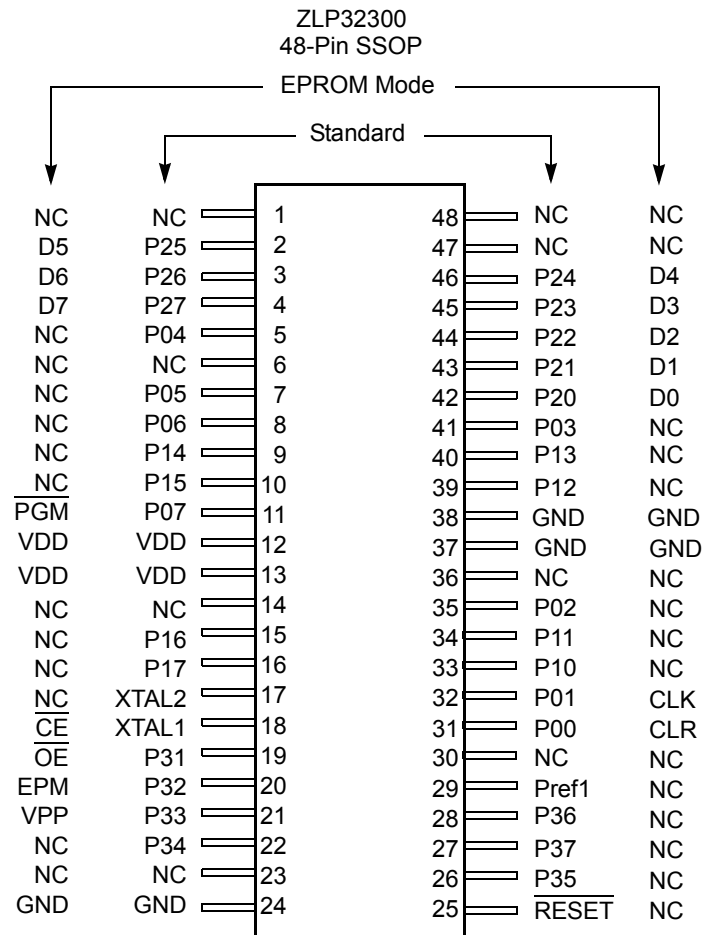 ZLP32300
48-Pin SSOP
EPROM Mode
Standard
NC NC 1 48 NC NC
D5 P25 2 47 NC NC
D6 P26 3 46 P24 D4
D7 P27 4 45 P23 D3
NC P04 5 44 P22 D2
NC NC 6 43 P21 D1
NC P05 7 42 P20 D0
NC P06 8 41 P03 NC
NC P14 9 40 P13 NC
NC P15 10 39 P12 NC
PGM P07 11 38 GND GND
VDD VDD 12 37 GND GND
VDD VDD 13 36 NC NC
NC NC 14 35 P02 NC
NC P16 15 34 P11 NC
NC P17 16 33 P10 NC
NC XTAL2 17 32 P01 CLK
CE XTAL1 18 31 P00 CLR
OE P31 19 30 NC NC
EPM P32 20 29 Pref1 NC
VPP P33 21 28 P36 NC
NC P34 22 27 P37 NC
NC NC 23 26 P35 NC
GND GND 24 25 RESET NC